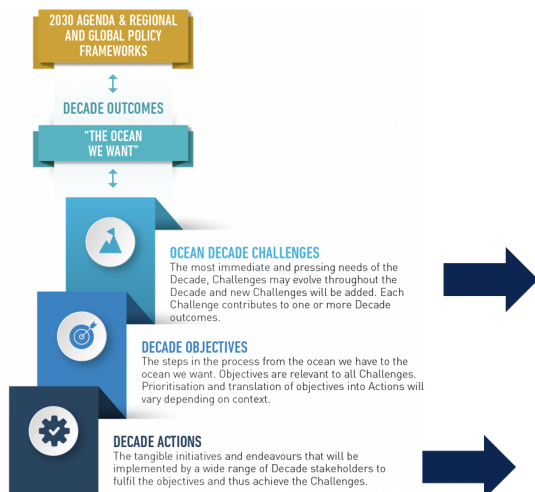 2030 AGENDA & REGIONAL
AND GLOBAL POLICY
FRAMEWORKS
DECADE OUTCOMES
"THE OCEAN
WE WANT"
OCEAN DECADE CHALLENGES
The most immediate and pressing needs of the
Decade, Challenges may evolve throughout the
Decade and new Challenges will be added. Each
Challenge contributes to one or more Decade
outcomes.
DECADE OBJECTIVES
The steps in the process from the ocean we have to the
ocean we want. Objectives are relevant to all Challenges.
Prioritisation and translation of objectives into Actions will
vary depending on context.
DECADE ACTIONS
The tangible initiatives and endeavours that will be
implemented by a wide range of Decade stakeholders to
fulfil the objectives and thus achieve the Challenges.